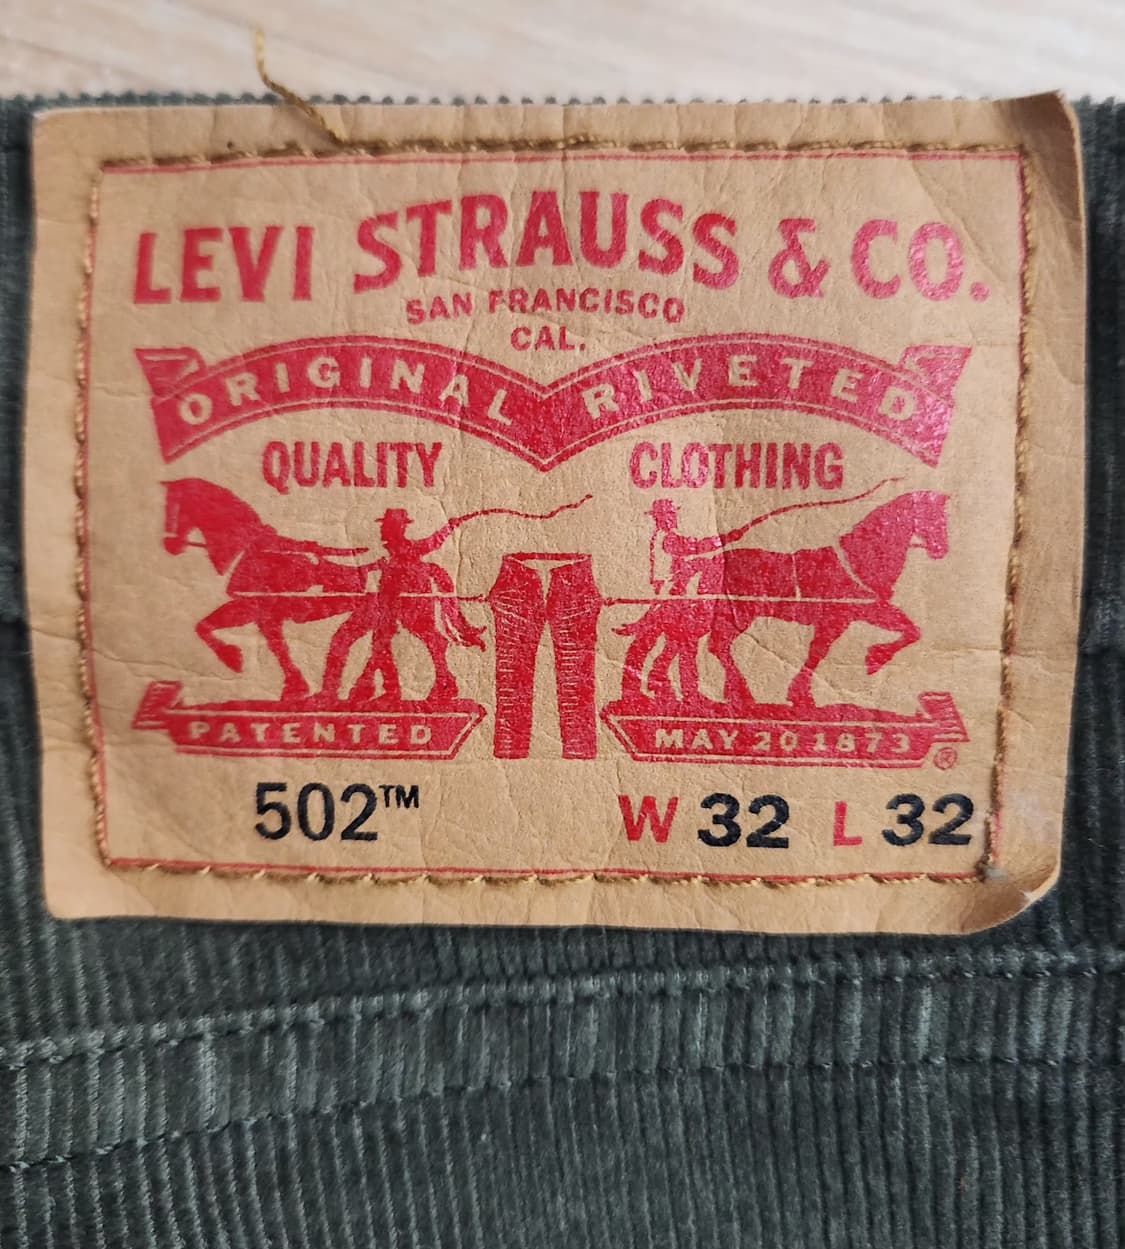 LEVI STRAUSS & CO.
SAN FRANCISCO
CAL.
ORIGINAL RIVETED
QUALITY CLOTHING
PATENTED MAY 20 1873 ®
502™ W 32 L 32